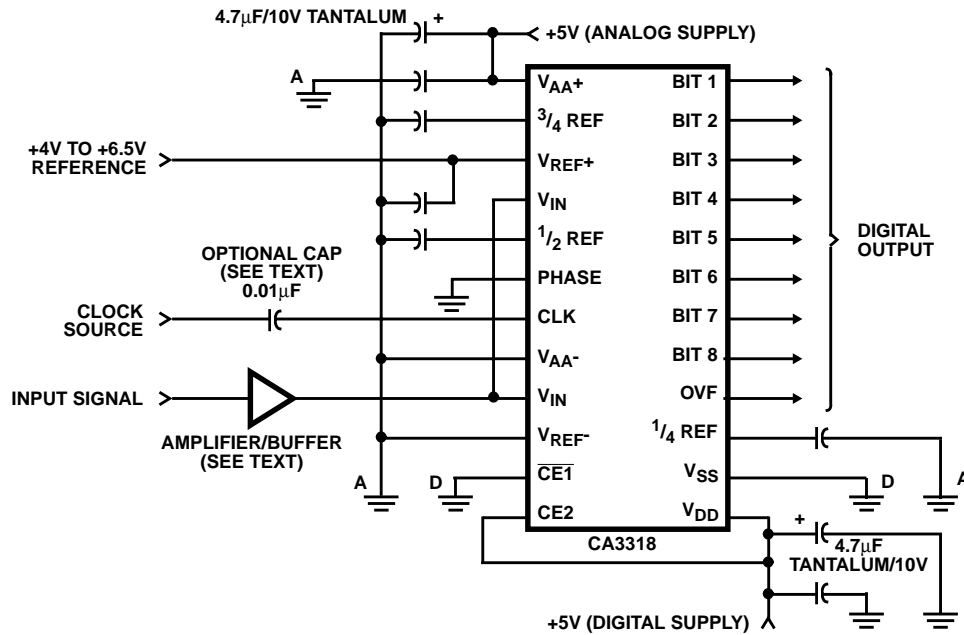 4.7μF/10V TANTALUM
+
+5V (ANALOG SUPPLY)
A
VAA+
BIT 1
3/4 REF
BIT 2
+4V TO +6.5V
REFERENCE
VREF+
BIT 3
VIN
BIT 4
1/2 REF
BIT 5
DIGITAL
OUTPUT
OPTIONAL CAP
(SEE TEXT)
0.01μF
PHASE
BIT 6
CLOCK
SOURCE
CLK
BIT 7
VAA-
BIT 8
INPUT SIGNAL
VIN
OVF
AMPLIFIER/BUFFER
(SEE TEXT)
VREF-
1/4 REF
A
D
CE1
VSS
D
A
CE2
VDD
CA3318
+
4.7μF
TANTALUM/10V
+5V (DIGITAL SUPPLY)